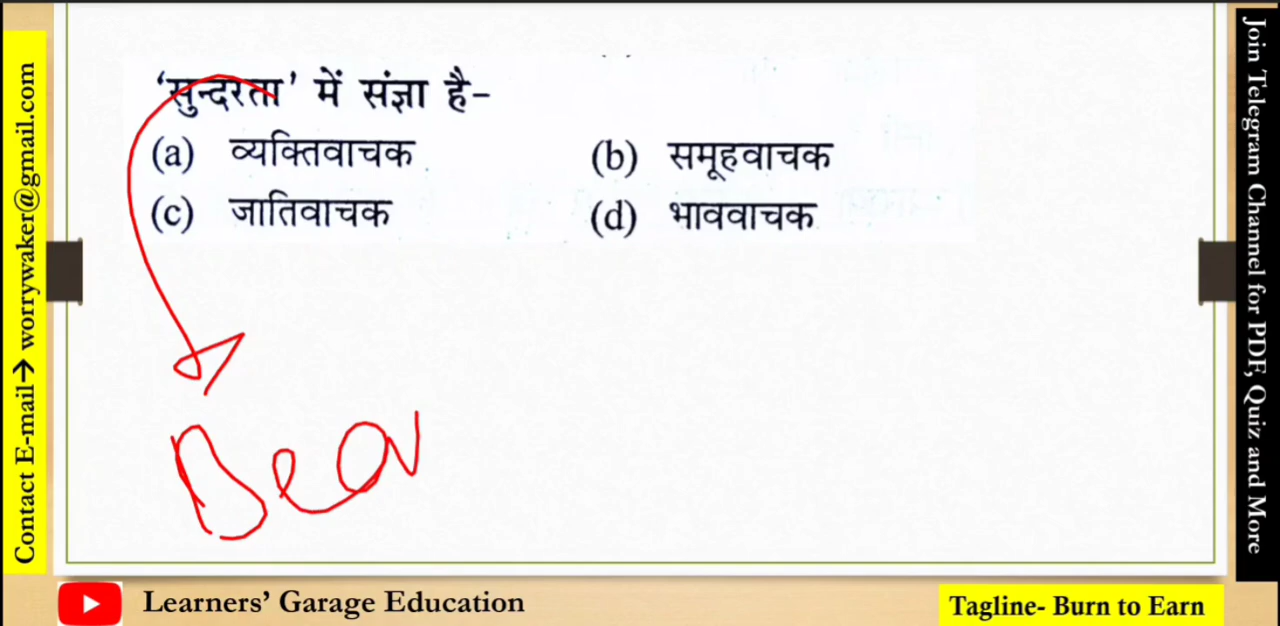 'सुन्दरता' में संज्ञा है-
(a) व्यक्तिवाचक
(b) समूहवाचक
(c) जातिवाचक
(d) भाववाचक
Bea
Contact E-mail→ worrywaker@gmail.com
Join Telegram Channel for PDF, Quiz and More
Learners' Garage Education
Tagline- Burn to Earn